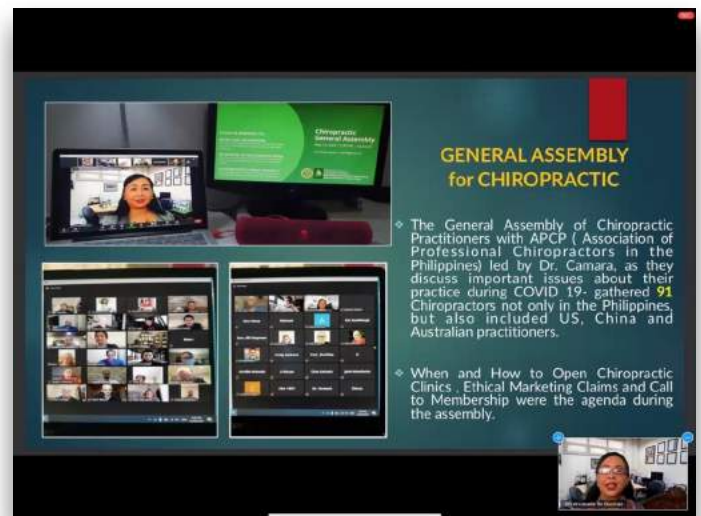 GENERAL ASSEMBLY
for CHIROPRACTIC
Chiropractic
General Assembly
The General Assembly of Chiropractic
Practitioners with APCP ( Association of
Professional Chiropractors in the
Philippines) led by Dr. Camara, as they
discuss important issues about their
practice during COVID 19- gathered 91
Chiropractors not only in the Philippines,
but also included US, China and
Australian practitioners.
When and How to Open Chiropractic
Clinics , Ethical Marketing Claims and Call
to Membership were the agenda during
the assembly.